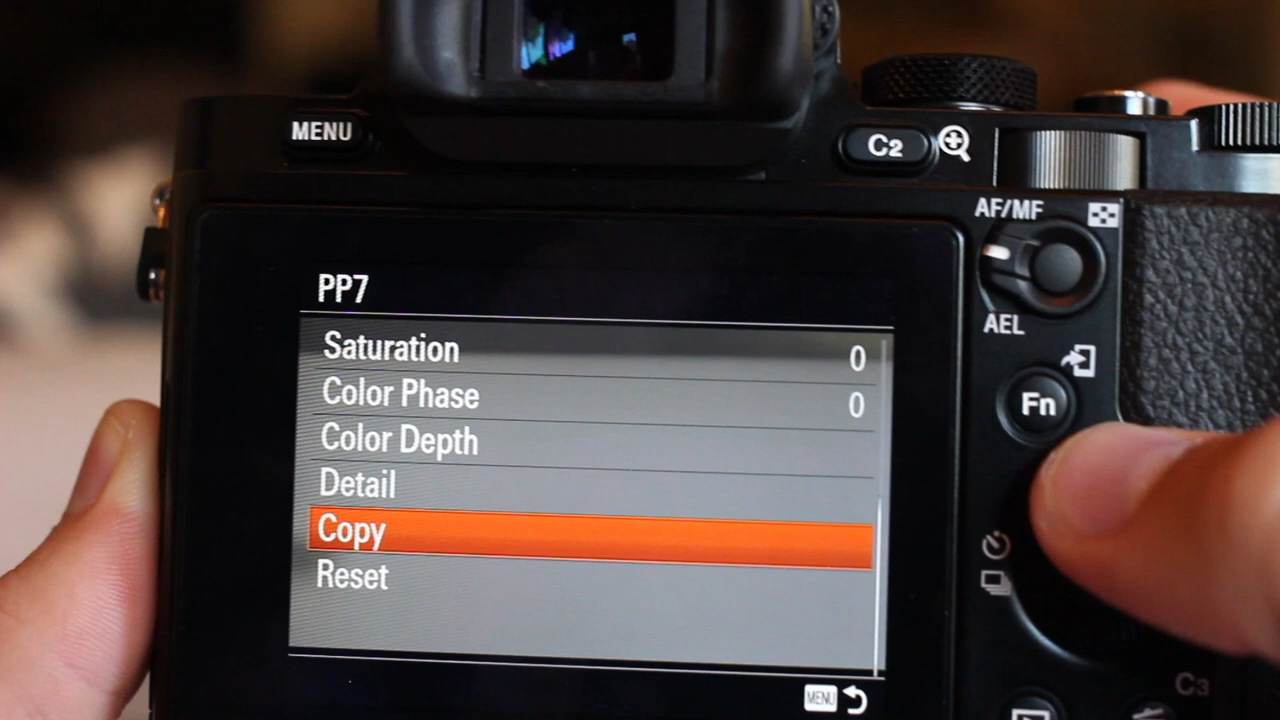 MENU
C2
AF/MF
PP7
AEL
Saturation 0
Color Phase 0
Fn
Color Depth
Detail
Copy
Reset
C3
MENU